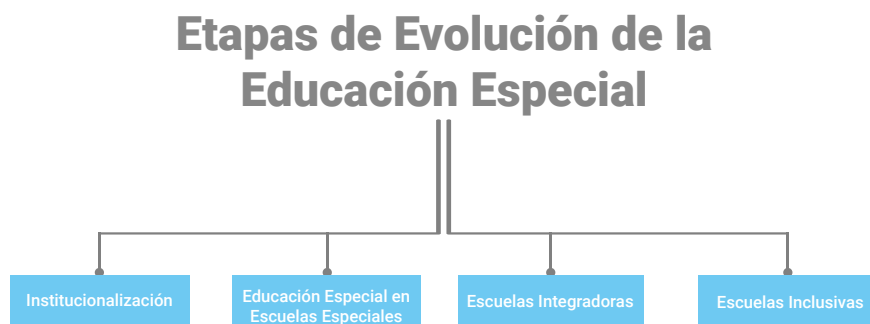 Etapas de Evolución de la
Educación Especial
Institucionalización
Educación Especial en
Escuelas Especiales
Escuelas Integradoras
Escuelas Inclusivas